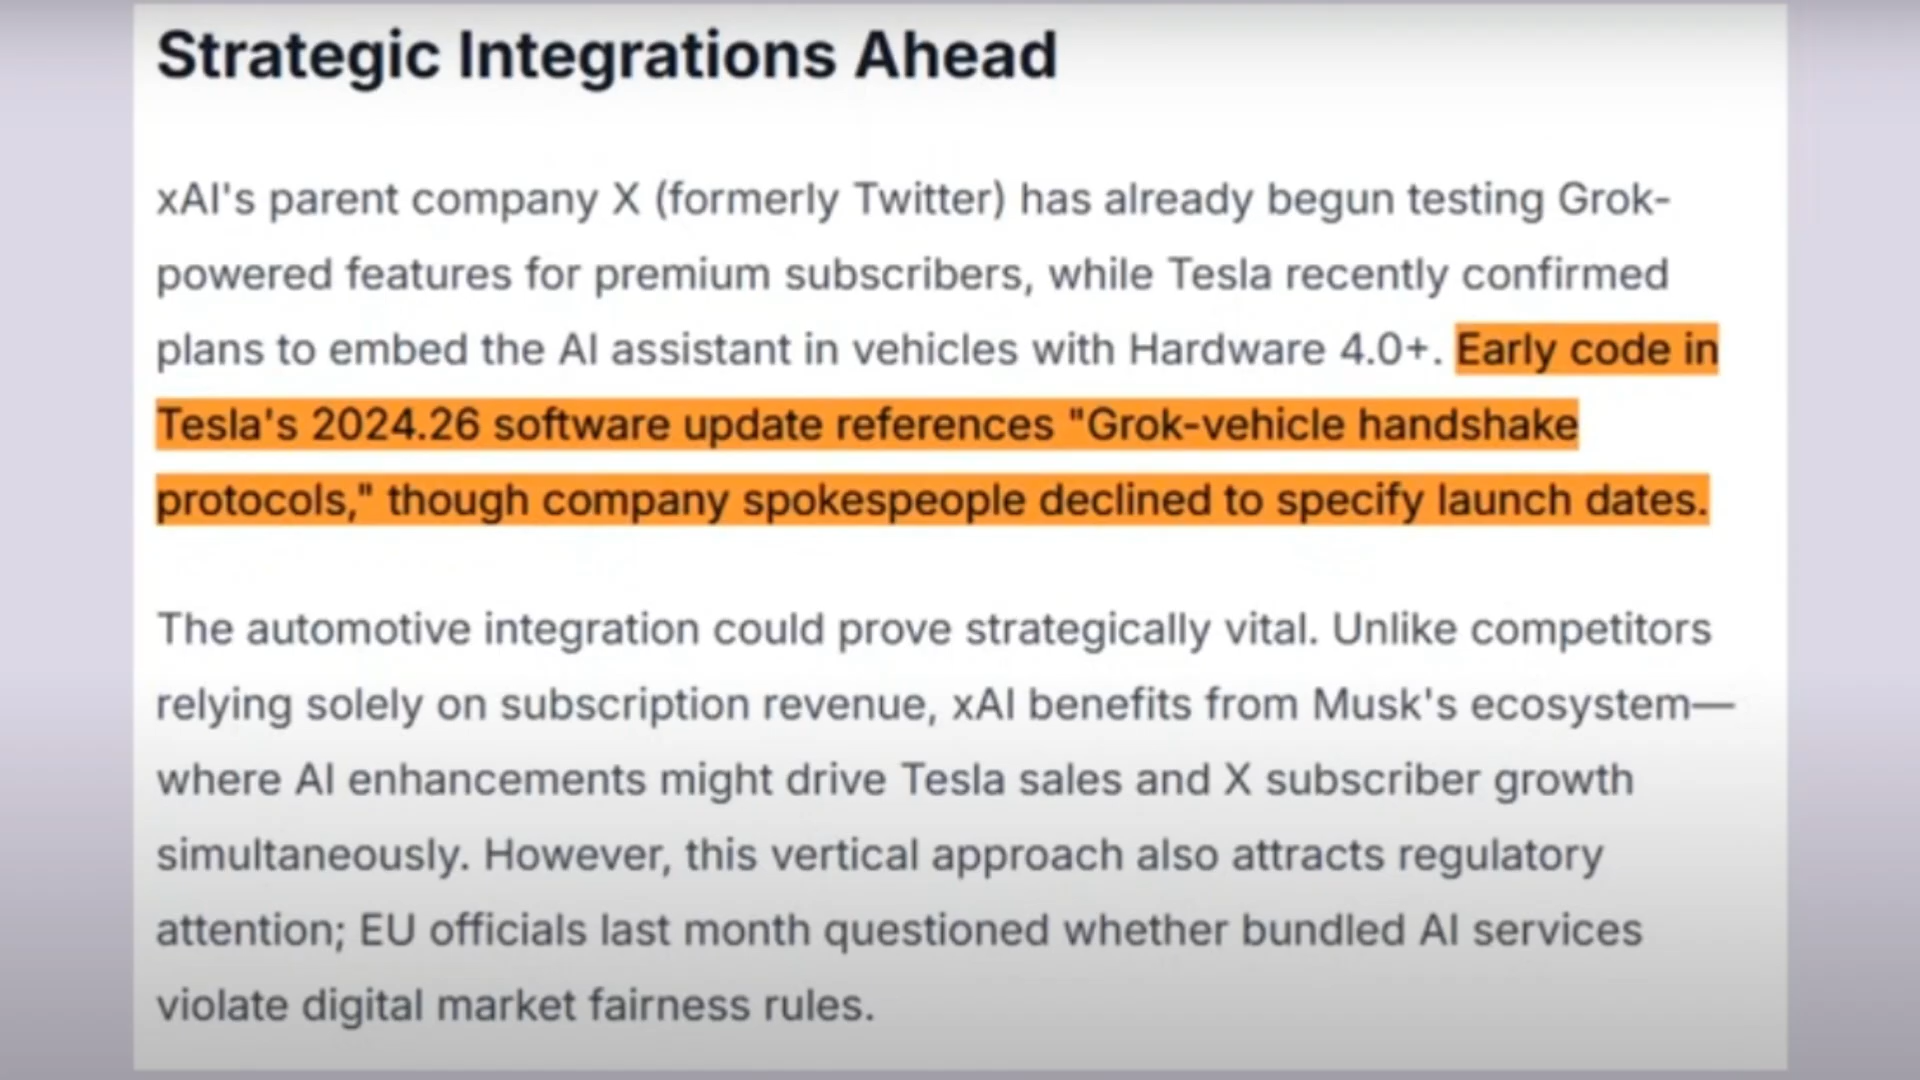 Strategic Integrations Ahead
xAI's parent company X (formerly Twitter) has already begun testing Grok-
powered features for premium subscribers, while Tesla recently confirmed
plans to embed the AI assistant in vehicles with Hardware 4.0+. Early code in
Tesla's 2024.26 software update references "Grok-vehicle handshake
protocols," though company spokespeople declined to specify launch dates.
The automotive integration could prove strategically vital. Unlike competitors
relying solely on subscription revenue, xAI benefits from Musk's ecosystem—
where AI enhancements might drive Tesla sales and X subscriber growth
simultaneously. However, this vertical approach also attracts regulatory
attention; EU officials last month questioned whether bundled AI services
violate digital market fairness rules.